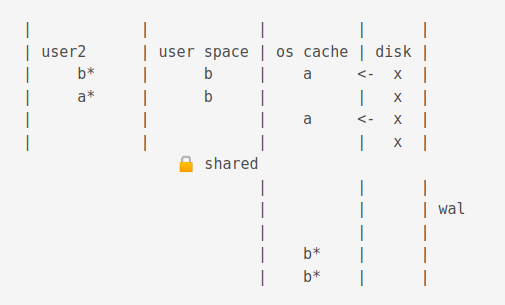 |            |            |          |      |
| user2      | user space | os cache | disk |
|     b*     |      b     |    a     <-  x  |
|     a*     |      b     |          |   x  |
|            |            |    a     <-  x  |
|            |            |          |   x  |
                🔒 shared
                         |          |      |
                         |          |      | wal
                         |          |      |
                         |    b*    |      |
                         |    b*    |      |